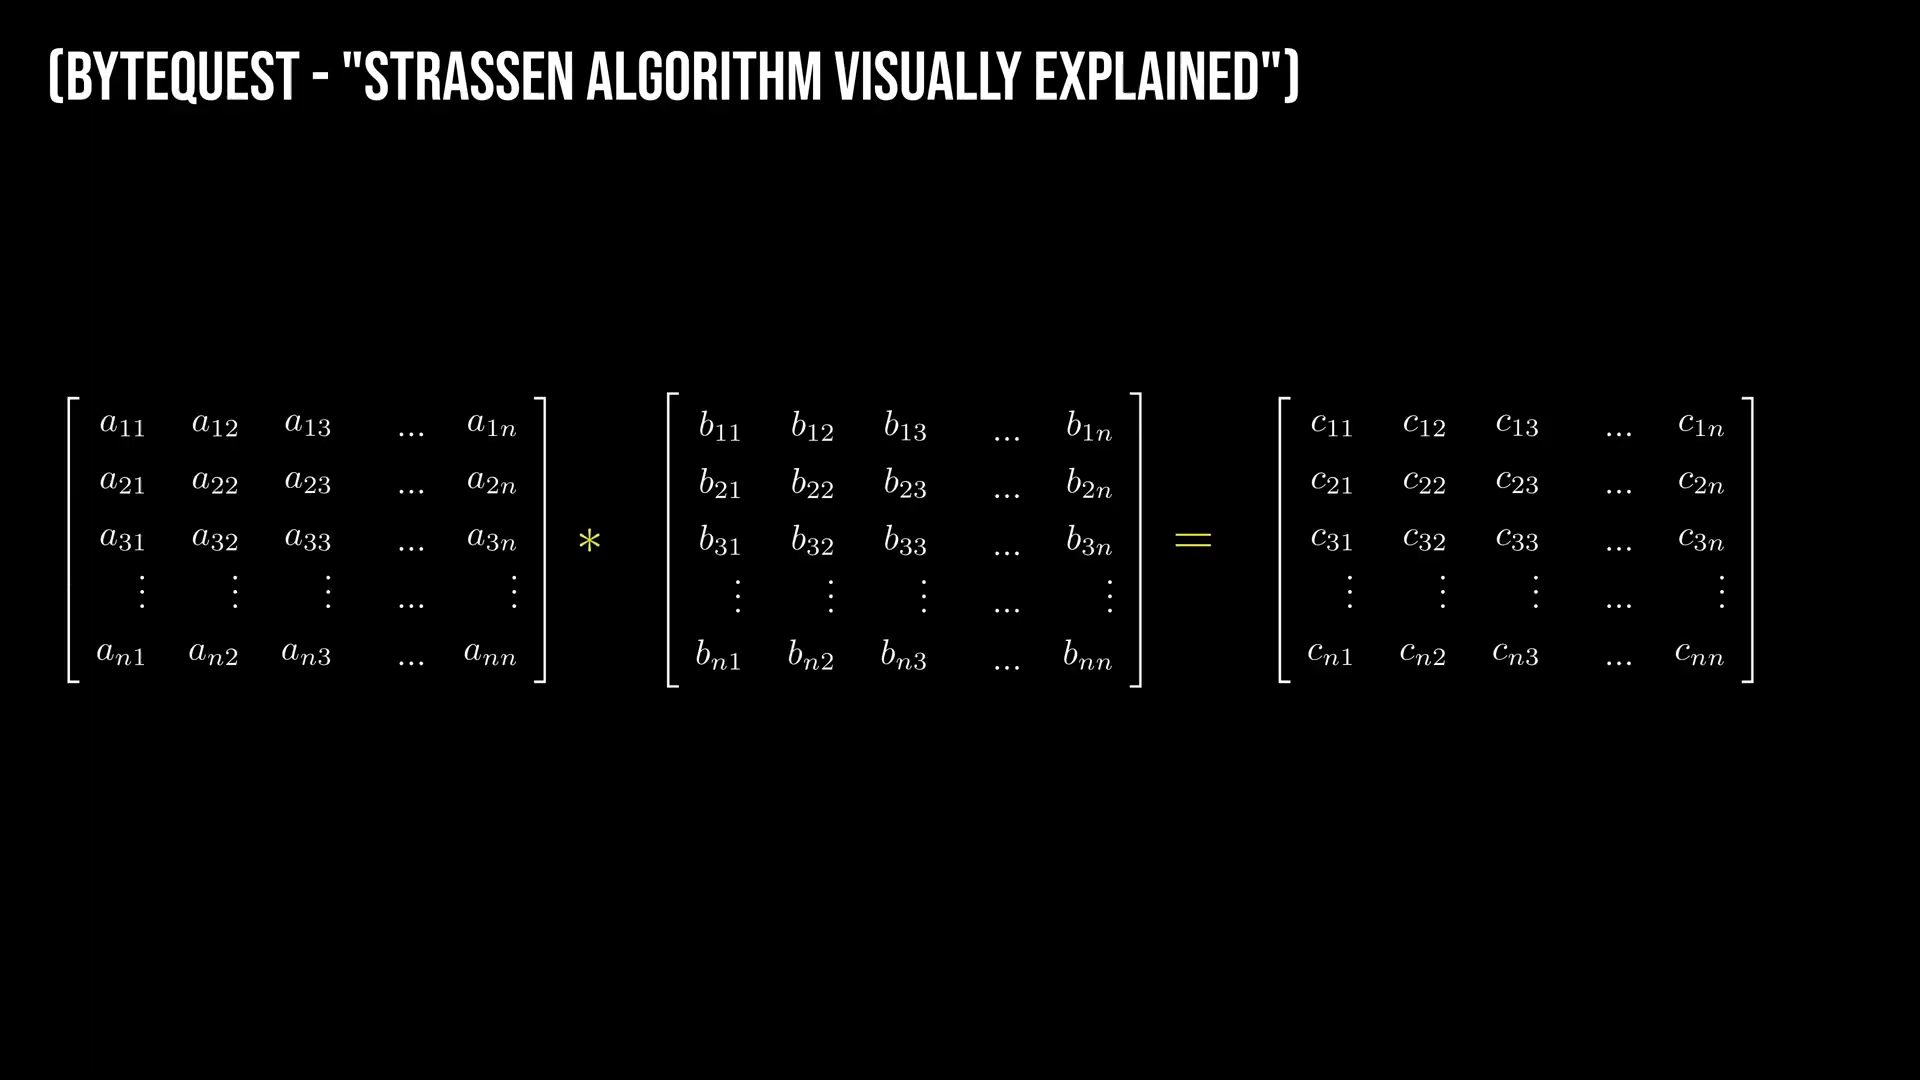 (BYTEQUEST - "STRASSEN ALGORITHM VISUALLY EXPLAINED")
a11 a12 a13 ... a1n b11 b12 b13 ... b1n c11 c12 c13 ... c1n
a21 a22 a23 ... a2n b21 b22 b23 ... b2n c21 c22 c23 ... c2n
a31 a32 a33 ... a3n * b31 b32 b33 ... b3n = c31 c32 c33 ... c3n
⋮ ⋮ ⋮ ... ⋮ ⋮ ⋮ ⋮ ... ⋮ ⋮ ⋮ ⋮ ... ⋮
an1 an2 an3 ... ann bn1 bn2 bn3 ... bnn cn1 cn2 cn3 ... cnn